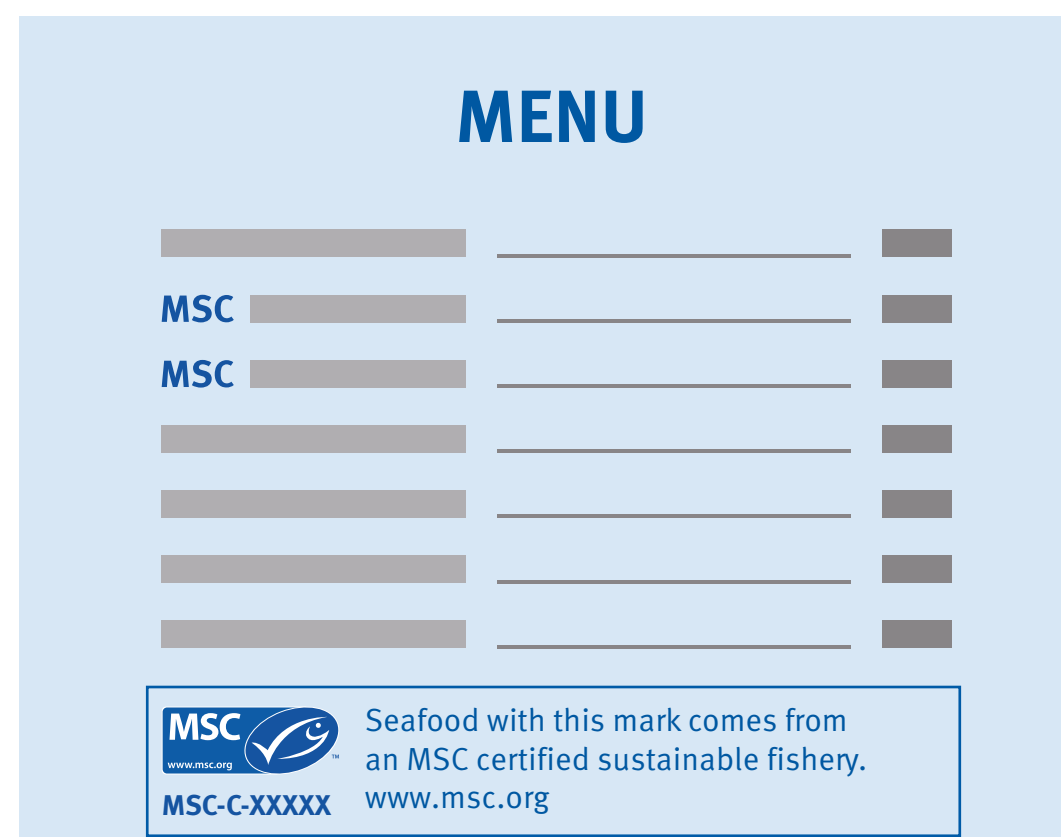 MENU
MSC
MSC
MSC
www.msc.org
™
MSC-C-XXXXX
Seafood with this mark comes from
an MSC certified sustainable fishery.
www.msc.org